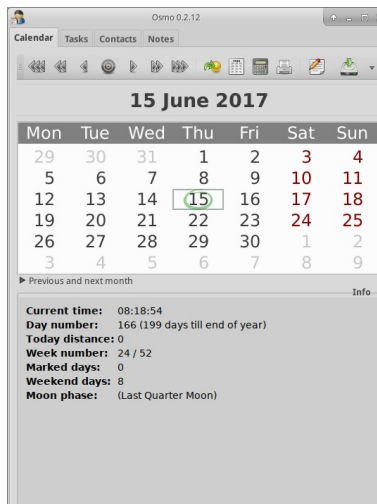 Osmo 0.2.12
Calendar Tasks Contacts Notes
15 June 2017
Mon Tue Wed Thu Fri Sat Sun
29 30 31 1 2 3 4
5 6 7 8 9 10 11
12 13 14 15 16 17 18
19 20 21 22 23 24 25
26 27 28 29 30 1 2
3 4 5 6 7 8 9
Previous and next month
Info
Current time: 08:18:54
Day number: 166 (199 days till end of year)
Today distance: 0
Week number: 24 / 52
Marked days: 0
Weekend days: 8
Moon phase: (Last Quarter Moon)